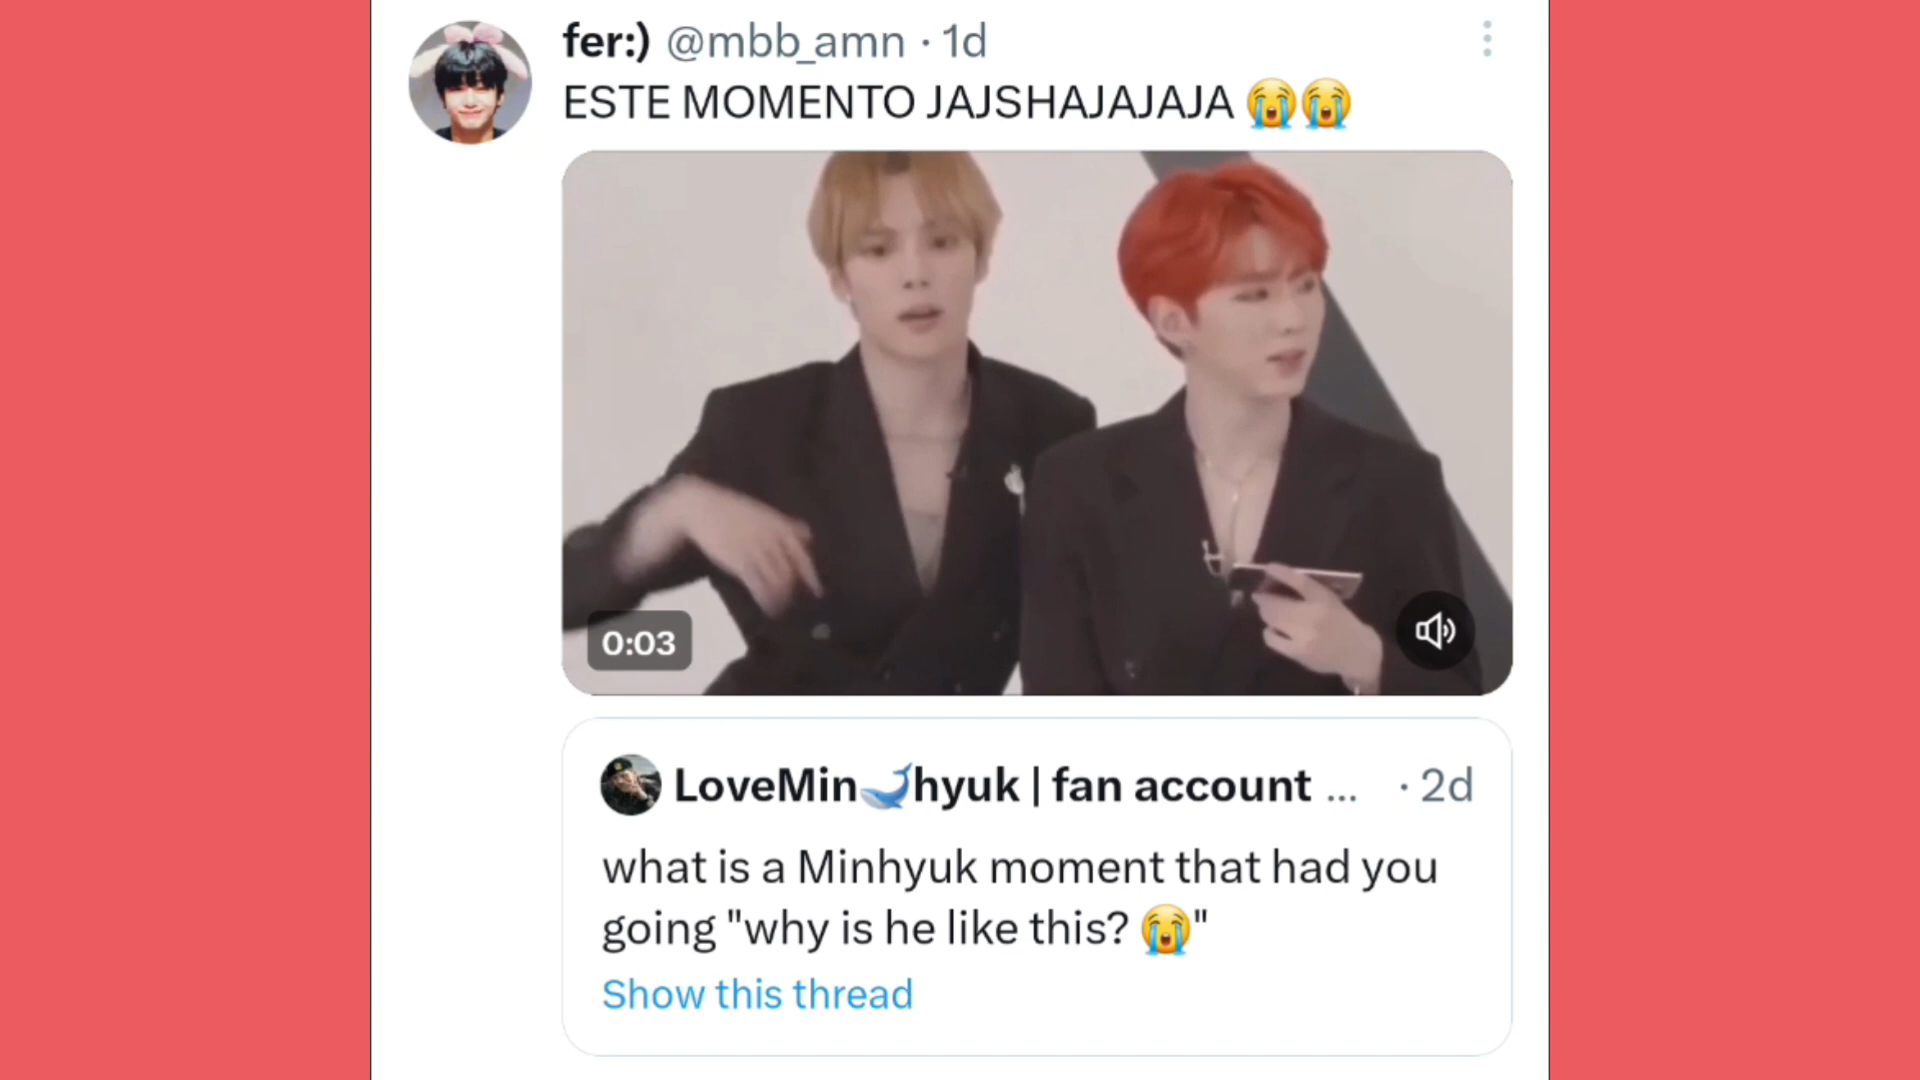 fer:) @mbb_amn · 1d
ESTE MOMENTO JAJSHAJAJAJA 😭😭
0:03
LoveMin🐋hyuk | fan account ... · 2d
what is a Minhyuk moment that had you
going "why is he like this? 😭"
Show this thread